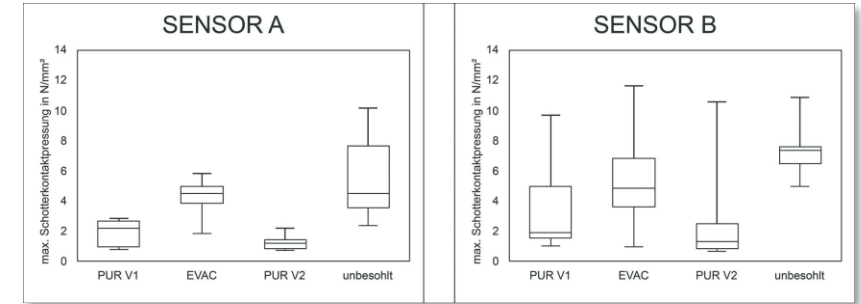 SENSOR A
max. Schotterkontaktpressung in N/mm²
14
12
10
8
6
4
2
0
PUR V1 EVAC PUR V2 unbesohlt
SENSOR B
max. Schotterkontaktpressung in N/mm²
14
12
10
8
6
4
2
0
PUR V1 EVAC PUR V2 unbesohlt